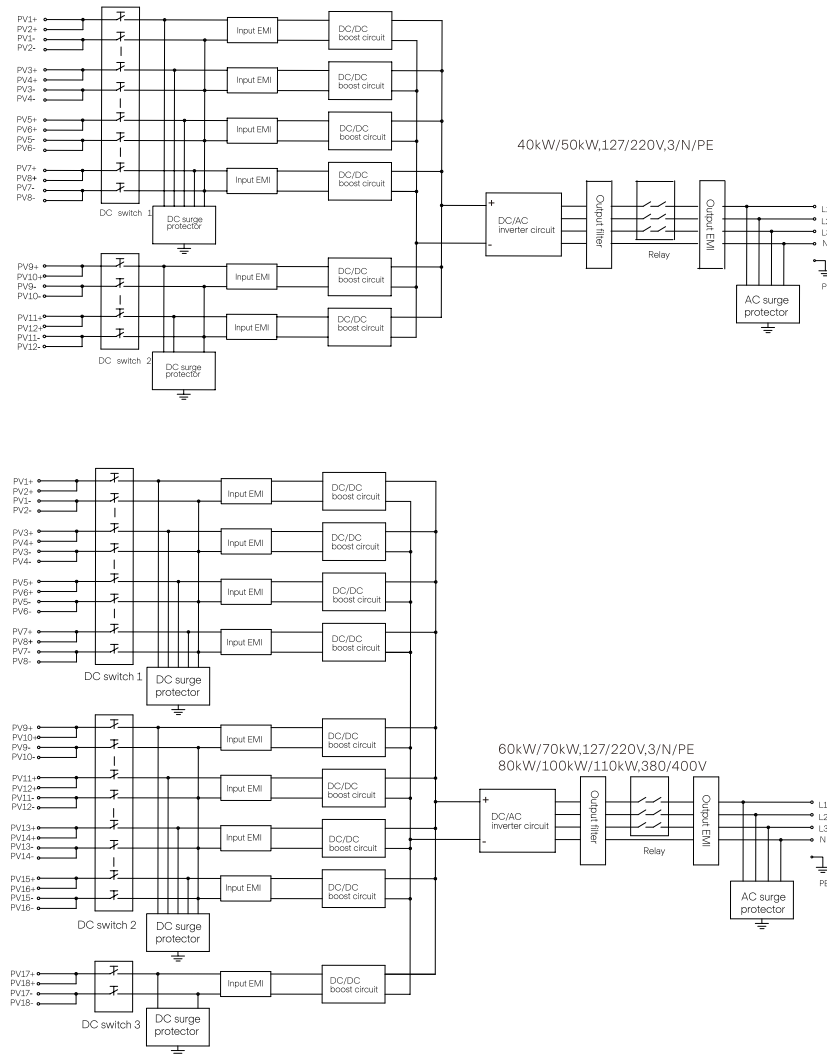 PV1+
PV2+
PV1-
PV2-
Input EMI
DC/DC
boost circuit
PV3+
PV4+
PV3-
PV4-
Input EMI
DC/DC
boost circuit
PV5+
PV6+
PV5-
PV6-
Input EMI
DC/DC
boost circuit
PV7+
PV8+
PV7-
PV8-
Input EMI
DC/DC
boost circuit
DC switch 1
DC surge
protector
40kW/50kW,127/220V,3/N/PE
+
-
DC/AC
inverter circuit
Output filter
Relay
Output EMI
N
AC surge
protector
PV9+
PV10+
PV9-
PV10-
Input EMI
DC/DC
boost circuit
PV11+
PV12+
PV11-
PV12-
Input EMI
DC/DC
boost circuit
DC switch 2
DC surge
protector
PV1+
PV2+
PV1-
PV2-
Input EMI
DC/DC
boost circuit
PV3+
PV4+
PV3-
PV4-
Input EMI
DC/DC
boost circuit
PV5+
PV6+
PV5-
PV6-
Input EMI
DC/DC
boost circuit
PV7+
PV8+
PV7-
PV8-
Input EMI
DC/DC
boost circuit
DC switch 1
DC surge
protector
PV9+
PV10+
PV9-
PV10-
Input EMI
DC/DC
boost circuit
PV11+
PV12+
PV11-
PV12-
Input EMI
DC/DC
boost circuit
PV13+
PV14+
PV13-
PV14-
Input EMI
DC/DC
boost circuit
PV15+
PV16+
PV15-
PV16-
Input EMI
DC/DC
boost circuit
DC switch 2
DC surge
protector
60kW/70kW,127/220V,3/N/PE
80kW/100kW/110kW,380/400V
+
-
DC/AC
inverter circuit
Output filter
Relay
Output EMI
L1
L2
L3
N
PE
AC surge
protector
PV17+
PV18+
PV17-
PV18-
Input EMI
DC/DC
boost circuit
DC switch 3
DC surge
protector